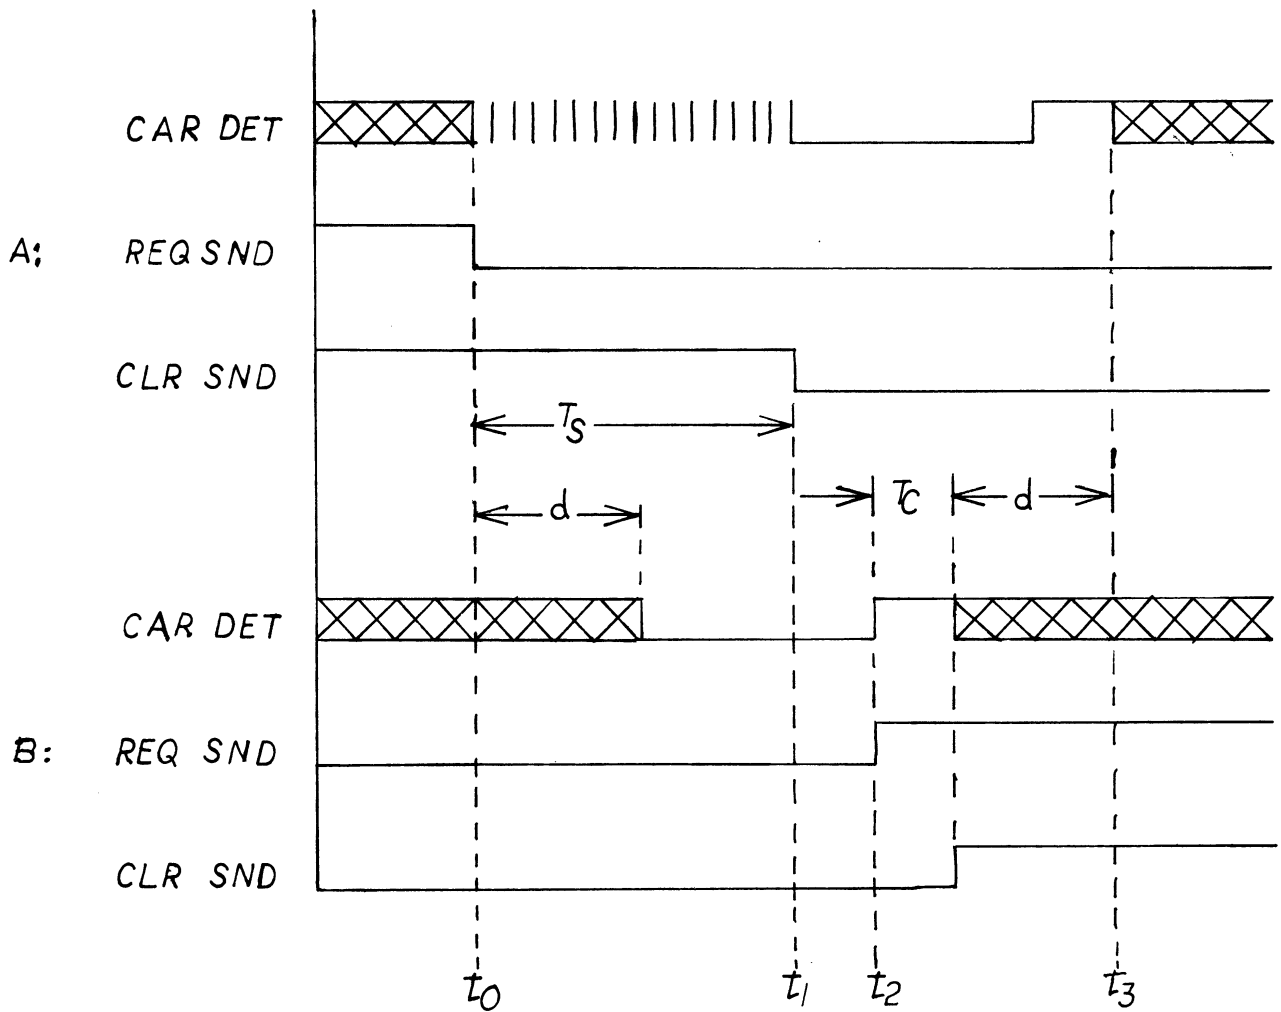 CAR DET
A: REQ SND
CLR SND
TS
d
TC
d
CAR DET
B: REQ SND
CLR SND
t0 t1 t2 t3